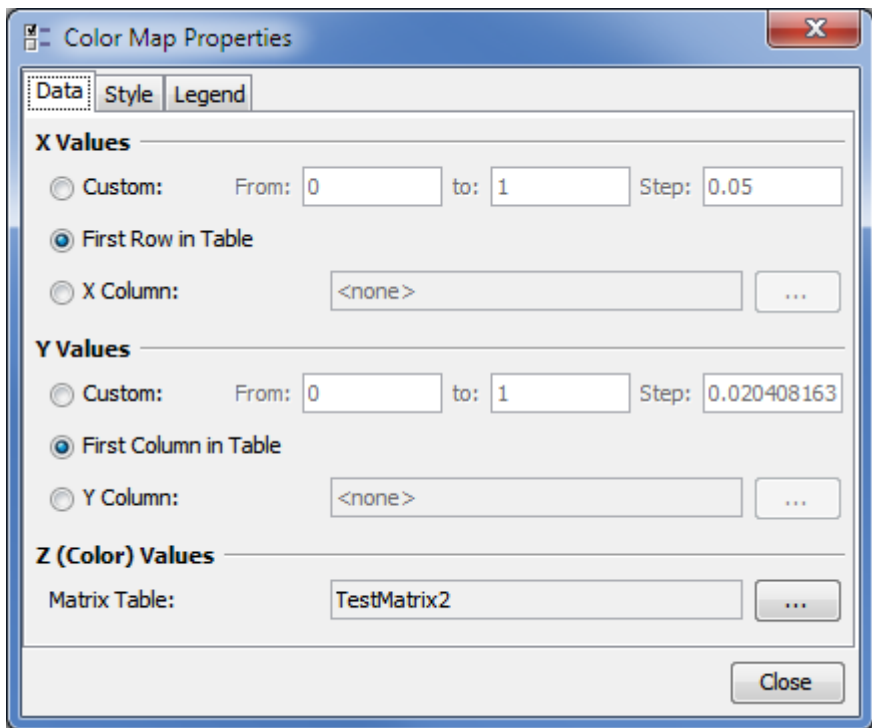 Color Map Properties
Data Style Legend
X Values
Custom: From: 0 to: 1 Step: 0.05
First Row in Table
X Column: <none> ...
Y Values
Custom: From: 0 to: 1 Step: 0.020408163
First Column in Table
Y Column: <none> ...
Z (Color) Values
Matrix Table: TestMatrix2 ...
Close